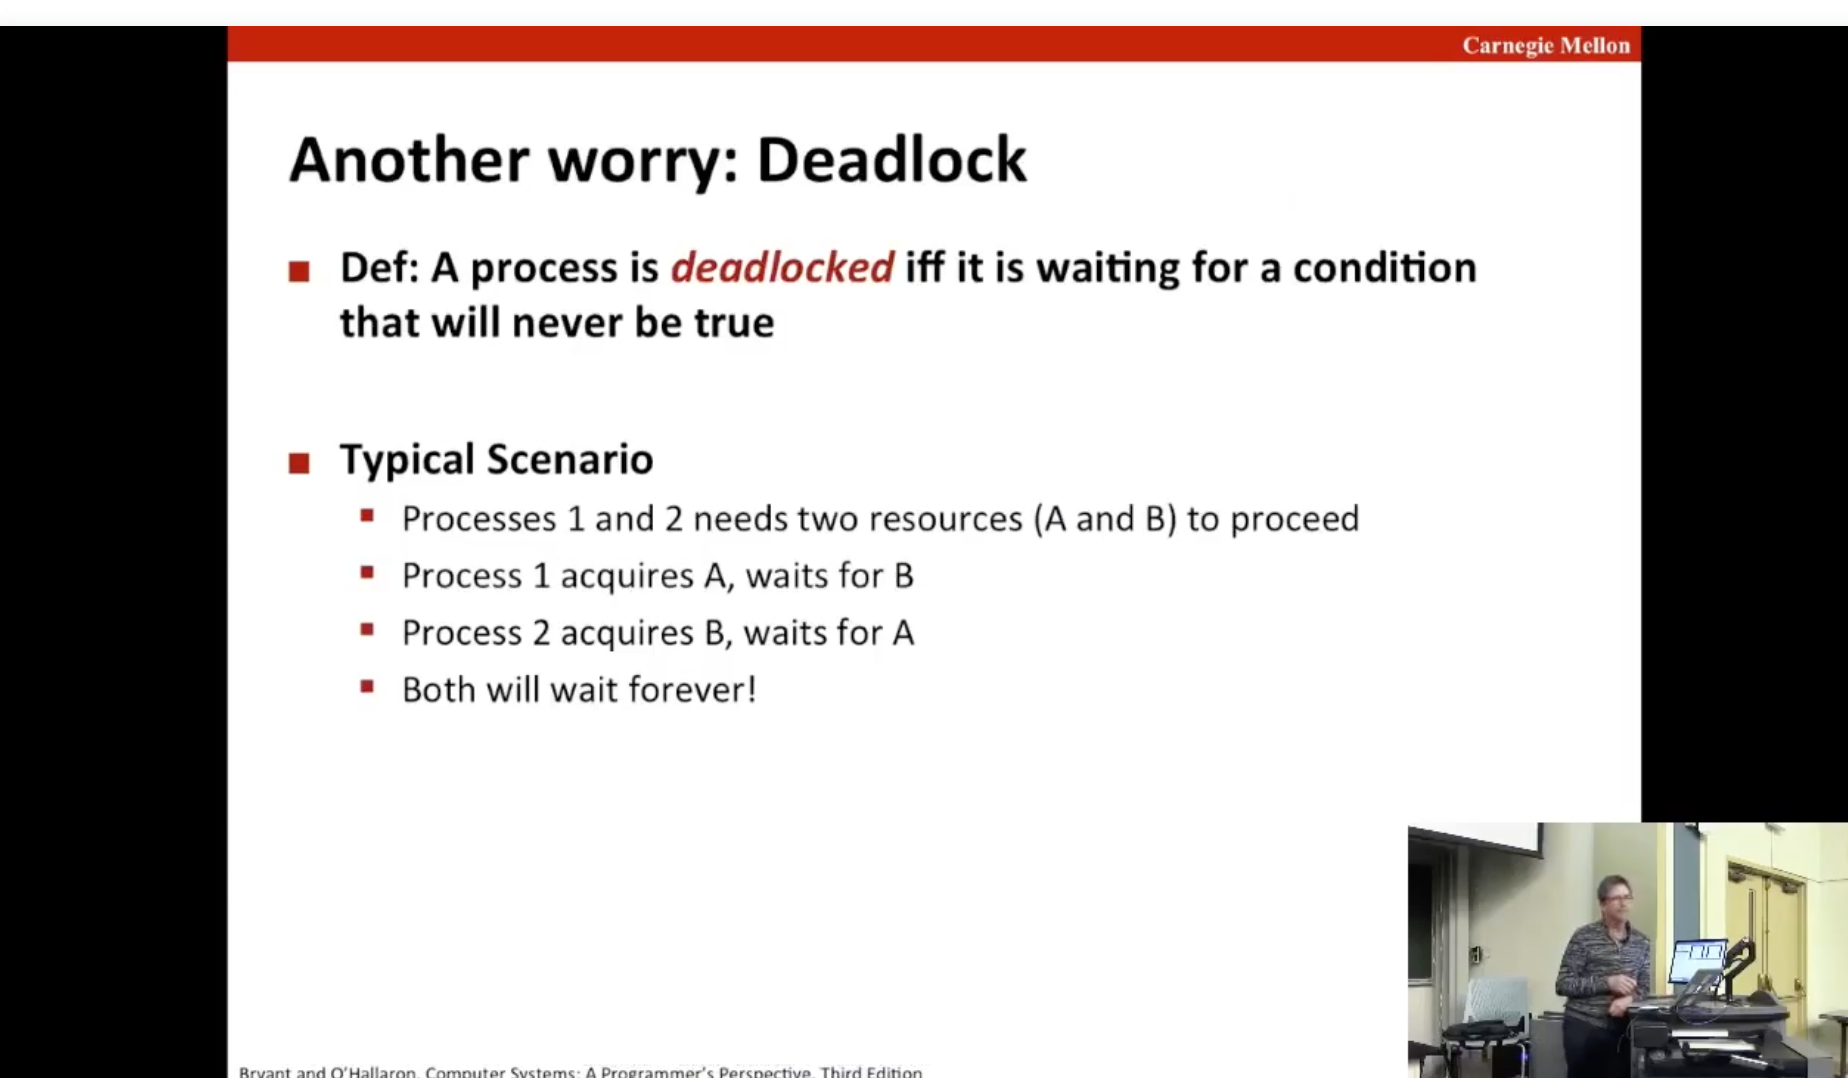 Carnegie Mellon
Another worry: Deadlock
Def: A process is deadlocked iff it is waiting for a condition
that will never be true
Typical Scenario
Processes 1 and 2 needs two resources (A and B) to proceed
Process 1 acquires A, waits for B
Process 2 acquires B, waits for A
Both will wait forever!
Bryant and O'Hallaron, Computer Systems: A Programmer's Perspective, Third Edition